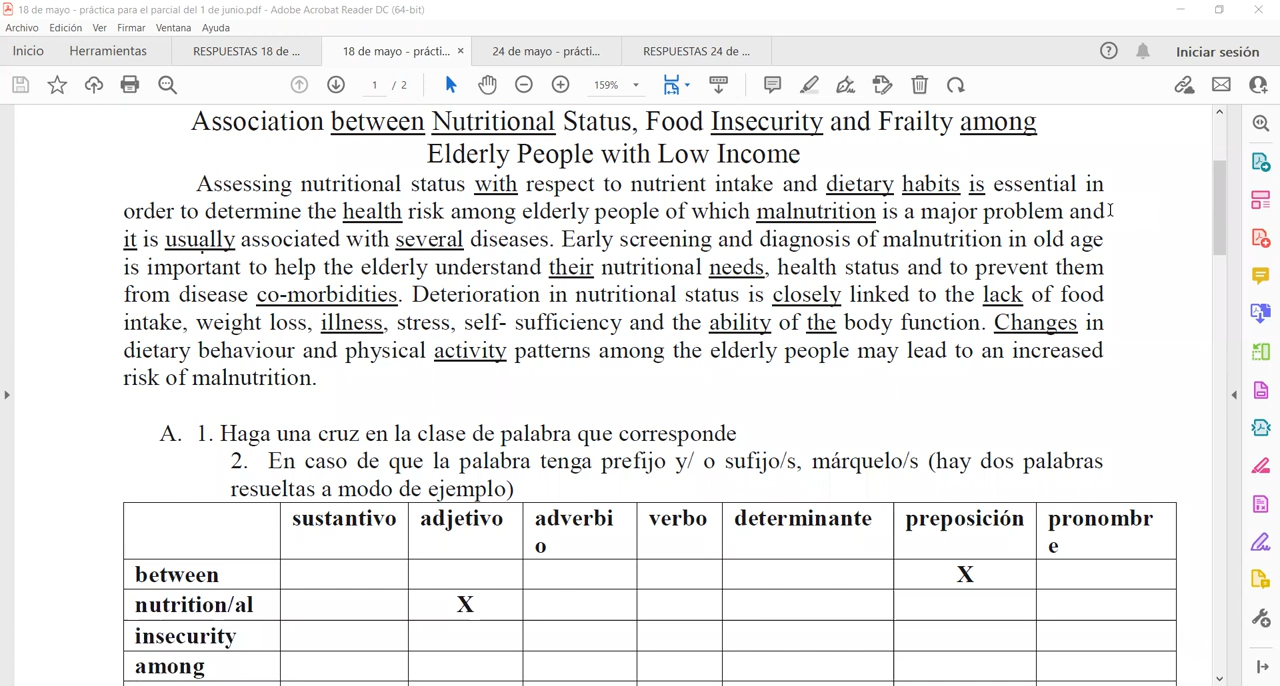 18 de mayo - práctica para el parcial del 1 de junio.pdf - Adobe Acrobat Reader DC (64-bit)
Archivo Edición Ver Firmar Ventana Ayuda
Inicio Herramientas RESPUESTAS 18 de ... 18 de mayo - prácti... × 24 de mayo - prácti... RESPUESTAS 24 de ... Iniciar sesión
1 / 2 159%
Association between Nutritional Status, Food Insecurity and Frailty among
Elderly People with Low Income
Assessing nutritional status with respect to nutrient intake and dietary habits is essential in
order to determine the health risk among elderly people of which malnutrition is a major problem and
it is usually associated with several diseases. Early screening and diagnosis of malnutrition in old age
is important to help the elderly understand their nutritional needs, health status and to prevent them
from disease co-morbidities. Deterioration in nutritional status is closely linked to the lack of food
intake, weight loss, illness, stress, self- sufficiency and the ability of the body function. Changes in
dietary behaviour and physical activity patterns among the elderly people may lead to an increased
risk of malnutrition.
A. 1. Haga una cruz en la clase de palabra que corresponde
2. En caso de que la palabra tenga prefijo y/ o sufijo/s, márquelo/s (hay dos palabras
resueltas a modo de ejemplo)
sustantivo adjetivo adverbi verbo determinante preposición pronombr
o e
between X
nutrition/al X
insecurity
among